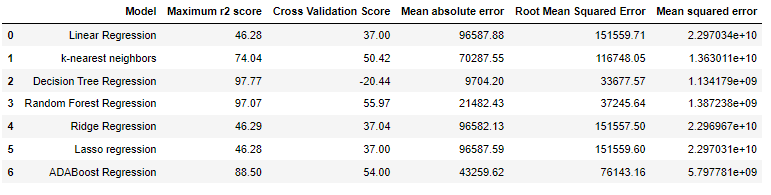 Model Maximum r2 score Cross Validation Score Mean absolute error Root Mean Squared Error Mean squared error
0 Linear Regression 46.28 37.00 96587.88 151559.71 2.297034e+10
1 k-nearest neighbors 74.04 50.42 70287.55 116748.05 1.363011e+10
2 Decision Tree Regression 97.77 -20.44 9704.20 33677.57 1.134179e+09
3 Random Forest Regression 97.07 55.97 21482.43 37245.64 1.387238e+09
4 Ridge Regression 46.29 37.04 96582.13 151557.50 2.296967e+10
5 Lasso regression 46.28 37.00 96587.59 151559.60 2.297031e+10
6 ADABoost Regression 88.50 54.00 43259.62 76143.16 5.797781e+09